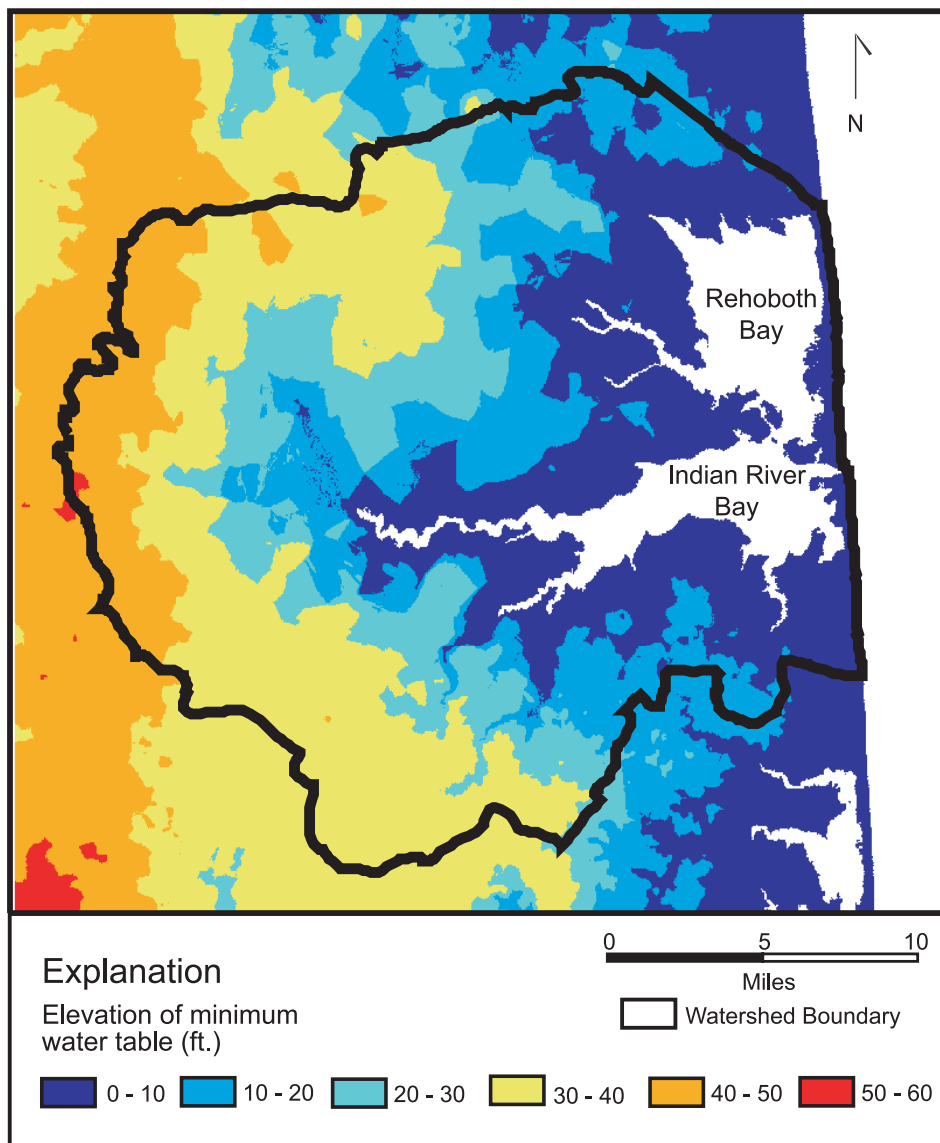 N
Rehoboth
Bay
Indian River
Bay
Explanation
Elevation of minimum
water table (ft.)
0 5 10
Miles
Watershed Boundary
0 - 10 10 - 20 20 - 30 30 - 40 40 - 50 50 - 60